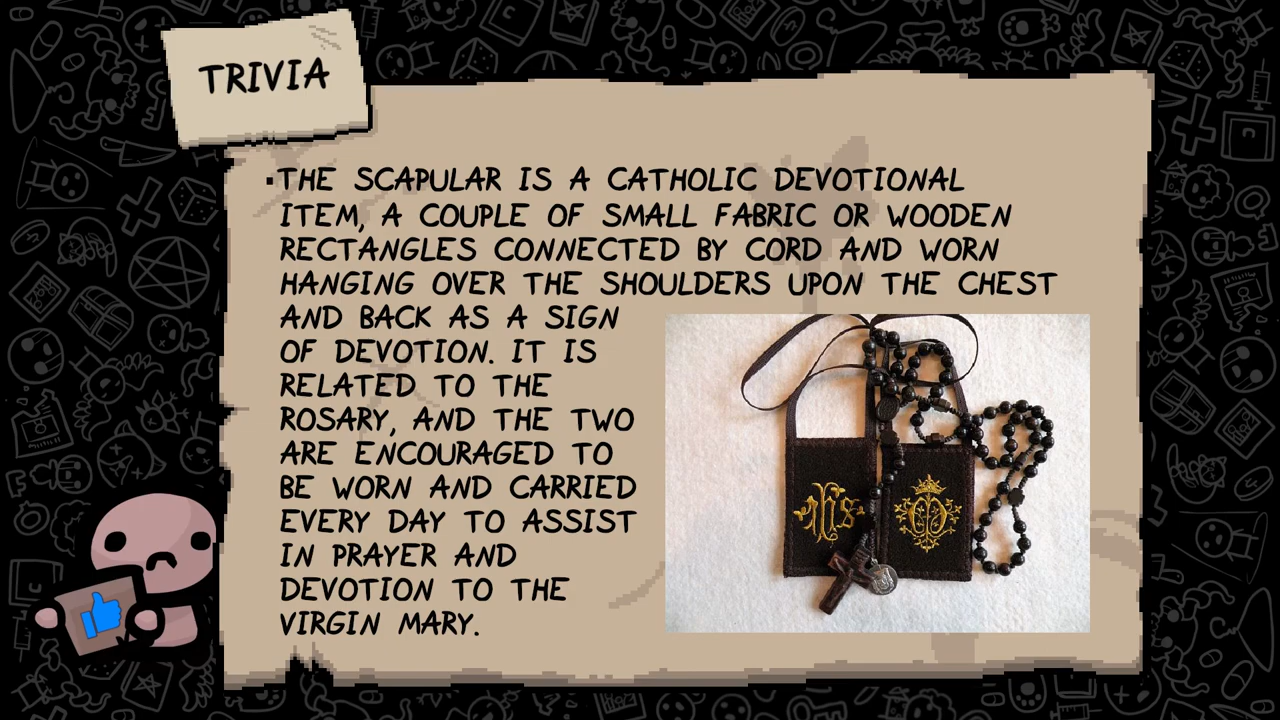 TRIVIA
▪THE SCAPULAR IS A CATHOLIC DEVOTIONAL
ITEM, A COUPLE OF SMALL FABRIC OR WOODEN
RECTANGLES CONNECTED BY CORD AND WORN
HANGING OVER THE SHOULDERS UPON THE CHEST
AND BACK AS A SIGN
OF DEVOTION. IT IS
RELATED TO THE
ROSARY, AND THE TWO
ARE ENCOURAGED TO
BE WORN AND CARRIED
EVERY DAY TO ASSIST
IN PRAYER AND
DEVOTION TO THE
VIRGIN MARY.